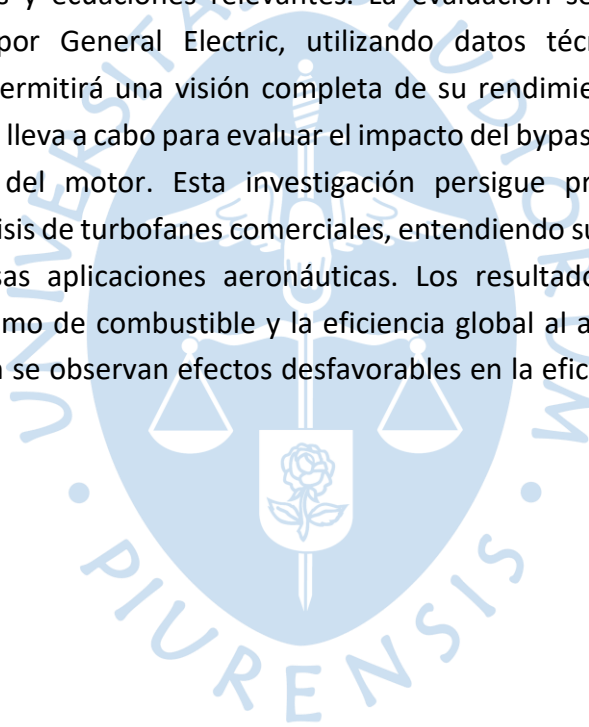 s y ecuaciones relevantes. La evaluación se
por General Electric, utilizando datos técn
ermitirá una visión completa de su rendimie
lleva a cabo para evaluar el impacto del bypas
del motor. Esta investigación persigue pr
isis de turbofanes comerciales, entendiendo su
sas aplicaciones aeronáuticas. Los resultado
mo de combustible y la eficiencia global al a
se observan efectos desfavorables en la efic
UNIVERSITAS STUDIORUM
PIURENSIS